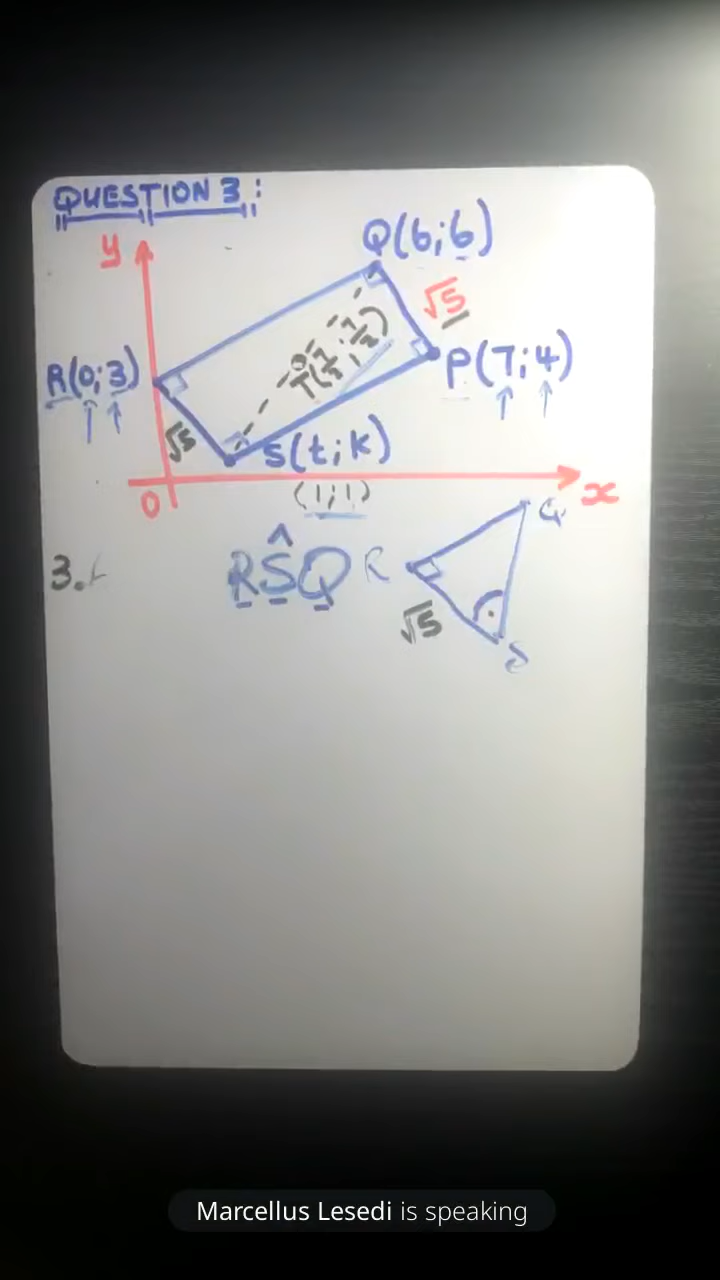 QUESTION 3:
y
Q(6;6)
√5
T(7/2;7/2)
R(0;3)
P(7;4)
√5
S(t;k)
(1;1)
0
x
3.
RŜQ
R
Q
√5
S
Marcellus Lesedi is speaking